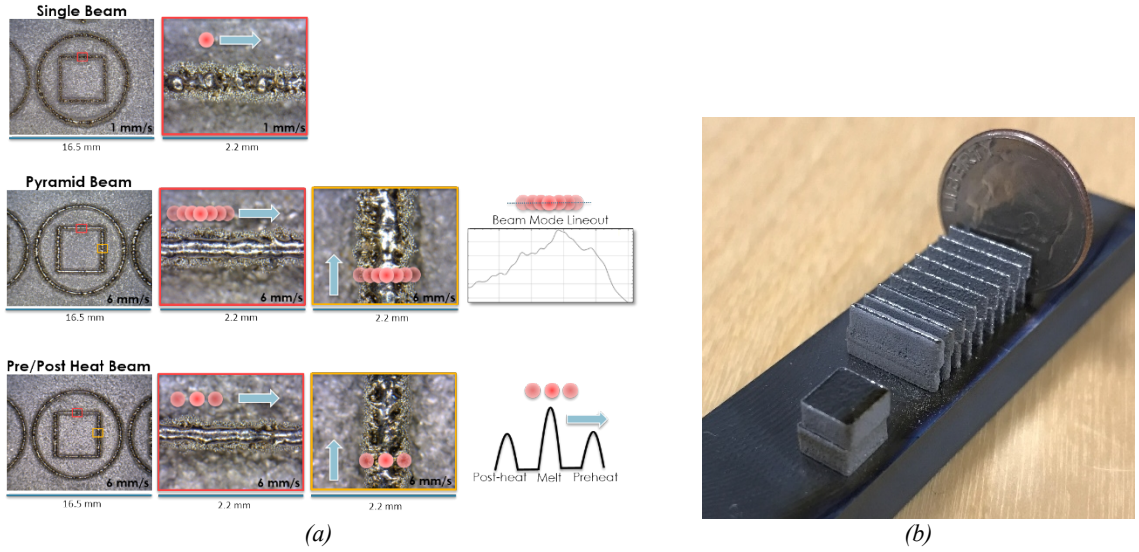 Single Beam
1 mm/s
1 mm/s
16.5 mm
2.2 mm
Pyramid Beam
6 mm/s
6 mm/s
6 mm/s
Beam Mode Lineout
16.5 mm
2.2 mm
2.2 mm
Pre/Post Heat Beam
6 mm/s
6 mm/s
6 mm/s
Post-heat
Melt
Preheat
16.5 mm
2.2 mm
2.2 mm
LIBERTY
(a)
(b)